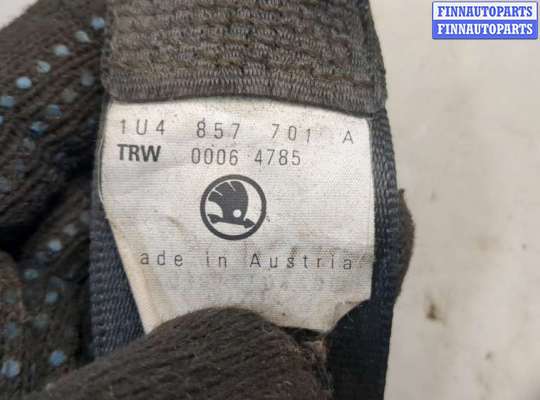 FINNAUTOPARTS
FINNAUTOPARTS
1U4 857 701 A
TRW 0006 4785
ade in Austria